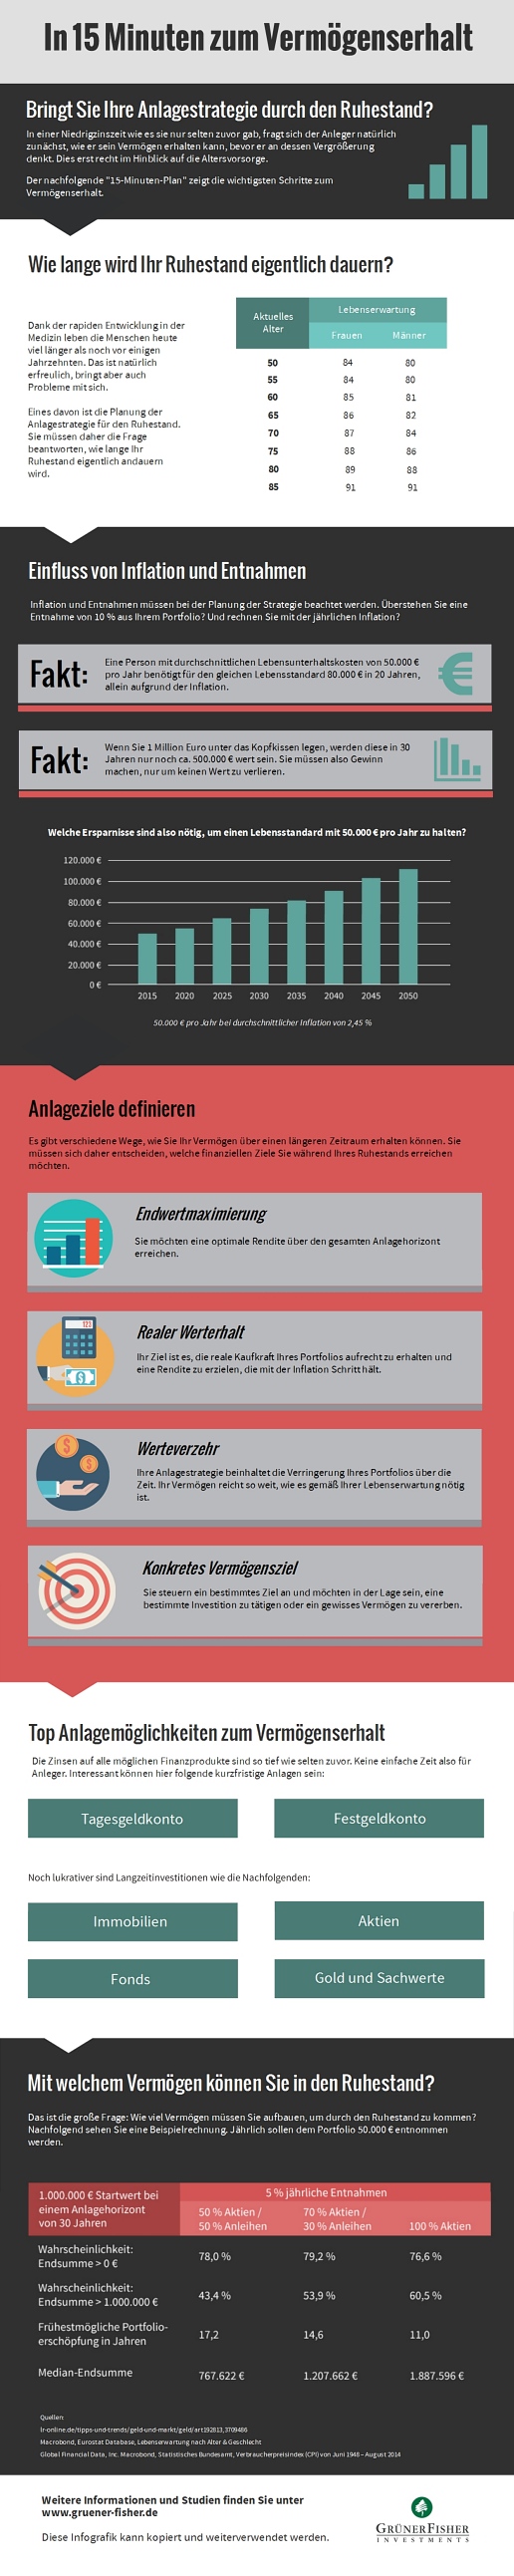 In 15 Minuten zum Vermögenserhalt
Bringt Sie Ihre Anlagestrategie durch den Ruhestand?
In einer Niedrigzinszeit wie es sie nur selten zuvor gab, fragt sich der Anleger natürlich
zunächst, wie er sein Vermögen erhalten kann, bevor er an dessen Vergrößerung
denkt. Dies erst recht im Hinblick auf die Altersvorsorge.
Der nachfolgende "15-Minuten-Plan" zeigt die wichtigsten Schritte zum
Vermögenserhalt.
Wie lange wird Ihr Ruhestand eigentlich dauern?
Dank der rapiden Entwicklung in der
Medizin leben die Menschen heute
viel länger als noch vor einigen
Jahrzehnten. Das ist natürlich
erfreulich, bringt aber auch
Probleme mit sich.
Eines davon ist die Planung der
Anlagestrategie für den Ruhestand.
Sie müssen daher die Frage
beantworten, wie lange Ihr
Ruhestand eigentlich andauern
wird.
Aktuelles
Alter
Lebenserwartung
Frauen Männer
50 84 80
55 84 80
60 85 81
65 86 82
70 87 84
75 88 86
80 89 88
85 91 91
Einfluss von Inflation und Entnahmen
Inflation und Entnahmen müssen bei der Planung der Strategie beachtet werden. Überstehen Sie eine
Entnahme von 10 % aus Ihrem Portfolio? Und rechnen Sie mit der jährlichen Inflation?
Fakt:
Eine Person mit durchschnittlichen Lebensunterhaltskosten von 50.000 €
pro Jahr benötigt für den gleichen Lebensstandard 80.000 € in 20 Jahren,
allein aufgrund der Inflation.
€
Fakt:
Wenn Sie 1 Million Euro unter das Kopfkissen legen, werden diese in 30
Jahren nur noch ca. 500.000 € wert sein. Sie müssen also Gewinn
machen, nur um keinen Wert zu verlieren.
Welche Ersparnisse sind also nötig, um einen Lebensstandard mit 50.000 € pro Jahr zu halten?
120.000 €
100.000 €
80.000 €
60.000 €
40.000 €
20.000 €
0 €
2015 2020 2025 2030 2035 2040 2045 2050
50.000 € pro Jahr bei durchschnittlicher Inflation von 2,45 %
Anlageziele definieren
Es gibt verschiedene Wege, wie Sie Ihr Vermögen über einen längeren Zeitraum erhalten können. Sie
müssen sich daher entscheiden, welche finanziellen Ziele Sie während Ihres Ruhestands erreichen
möchten.
Endwertmaximierung
Sie möchten eine optimale Rendite über den gesamten Anlagehorizont
erreichen.
Realer Werterhalt
Ihr Ziel ist es, die reale Kaufkraft Ihres Portfolios aufrecht zu erhalten und
eine Rendite zu erzielen, die mit der Inflation Schritt hält.
Werteverzehr
Ihre Anlagestrategie beinhaltet die Verringerung Ihres Portfolios über die
Zeit. Ihr Vermögen reicht so weit, wie es gemäß Ihrer Lebenserwartung nötig
ist.
Konkretes Vermögensziel
Sie steuern ein bestimmtes Ziel an und möchten in der Lage sein, eine
bestimmte Investition zu tätigen oder ein gewisses Vermögen zu vererben.
Top Anlagemöglichkeiten zum Vermögenserhalt
Die Zinsen auf alle möglichen Finanzprodukte sind so tief wie selten zuvor. Keine einfache Zeit also für
Anleger. Interessant können hier folgende kurzfristige Anlagen sein:
Tagesgeldkonto Festgeldkonto
Noch lukrativer sind Langzeitinvestitionen wie die Nachfolgenden:
Immobilien Aktien
Fonds Gold und Sachwerte
Mit welchem Vermögen können Sie in den Ruhestand?
Das ist die große Frage: Wie viel Vermögen müssen Sie aufbauen, um durch den Ruhestand zu kommen?
Nachfolgend sehen Sie eine Beispielrechnung. Jährlich sollen dem Portfolio 50.000 € entnommen
werden.
1.000.000 € Startwert bei
einem Anlagehorizont
von 30 Jahren
5 % jährliche Entnahmen
50 % Aktien / 70 % Aktien /
50 % Anleihen 30 % Anleihen 100 % Aktien
Wahrscheinlichkeit:
Endsumme > 0 €
78,0 % 79,2 % 76,6 %
Wahrscheinlichkeit:
Endsumme > 1.000.000 €
43,4 % 53,9 % 60,5 %
Frühestmögliche Portfolio-
erschöpfung in Jahren
17,2 14,6 11,0
Median-Endsumme 767.622 € 1.207.662 € 1.887.596 €
Quellen:
lr-online.de/tipps-und-trends/geld-und-markt/geld/art192813,3709486
Macrobond, Eurostat Database, Lebenserwartung nach Alter & Geschlecht
Global Financial Data, Inc. Macrobond, Statistisches Bundesamt, Verbraucherpreisindex (CPI) von Juni 1948 – August 2014
Weitere Informationen und Studien finden Sie unter
www.gruener-fisher.de
Diese Infografik kann kopiert und weiterverwendet werden.
GRÜNER FISHER
INVESTMENTS